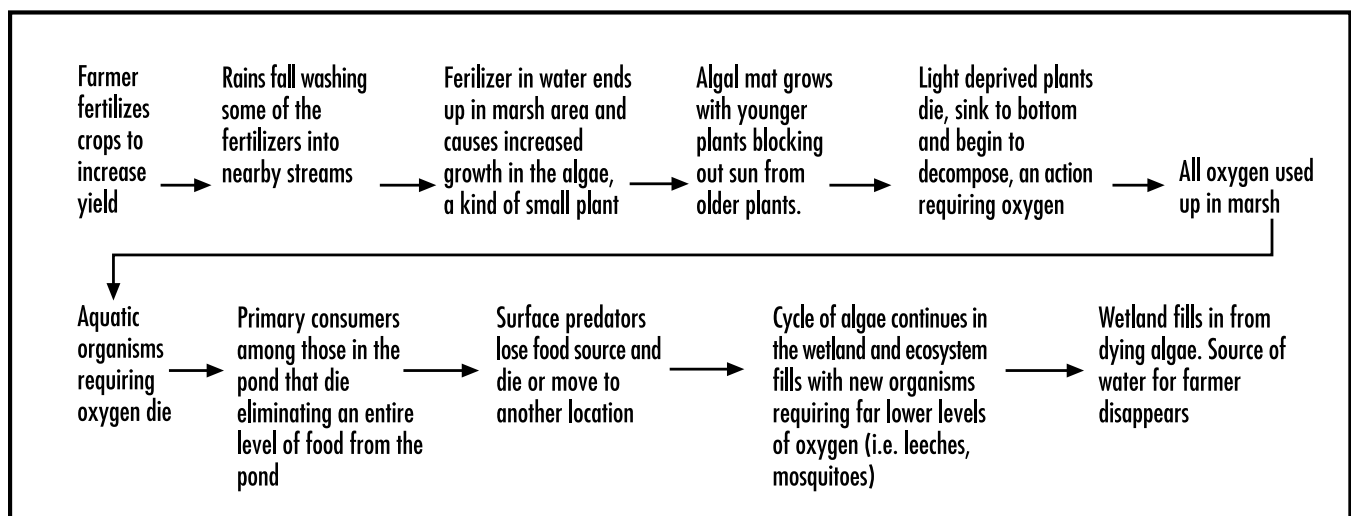 Farmer
fertilizes
crops to
increase
yield
Rains fall washing
some of the
fertilizers into
nearby streams
Ferilizer in water ends
up in marsh area and
causes increased
growth in the algae,
a kind of small plant
Algal mat grows
with younger
plants blocking
out sun from
older plants.
Light deprived plants
die, sink to bottom
and begin to
decompose, an action
requiring oxygen
All oxygen used
up in marsh
Aquatic
organisms
requiring
oxygen die
Primary consumers
among those in the
pond that die
eliminating an entire
level of food from the
pond
Surface predators
lose food source and
die or move to
another location
Cycle of algae continues in
the wetland and ecosystem
fills with new organisms
requiring far lower levels
of oxygen (i.e. leeches,
mosquitoes)
Wetland fills in from
dying algae. Source of
water for farmer
disappears